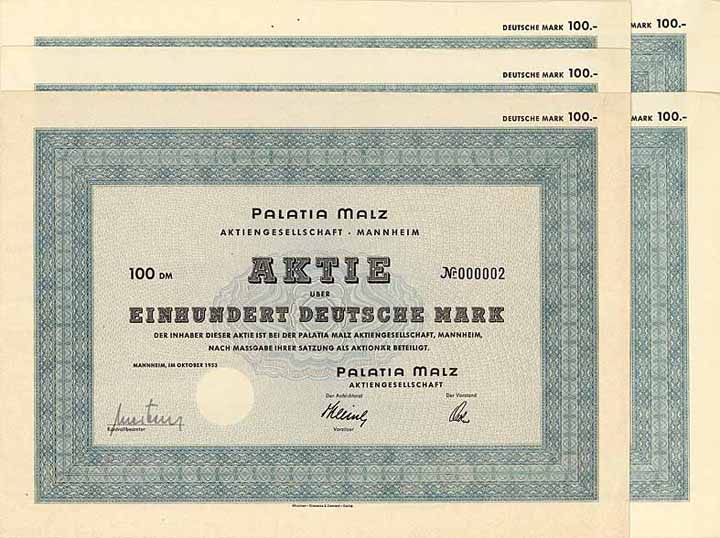 DEUTSCHE MARK 100.-
MARK 100.-
DEUTSCHE MARK 100.-
DEUTSCHE MARK 100.-
MARK 100.-
PALATIA MALZ
AKTIENGESELLSCHAFT - MANNHEIM
100 DM
AKTIE
№ 000002
ÜBER
EINHUNDERT DEUTSCHE MARK
DER INHABER DIESER AKTIE IST BEI DER PALATIA MALZ AKTIENGESELLSCHAFT, MANNHEIM,
NACH MASSGABE IHRER SATZUNG ALS AKTIONÄR BETEILIGT.
MANNHEIM, IM OKTOBER 1953
PALATIA MALZ
AKTIENGESELLSCHAFT
Der Aufsichtsrat
Der Vorstand
Kontrollbeamter
Vorsitzer